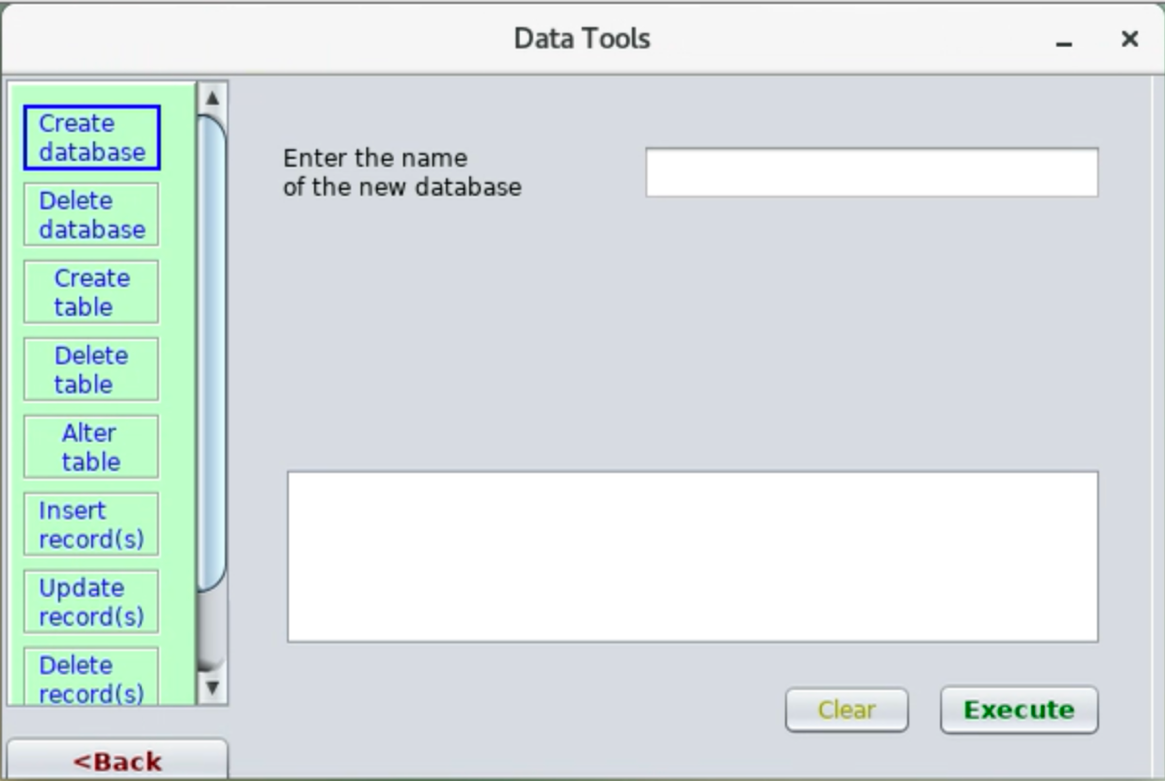 Data Tools
Create
database
Delete
database
Create
table
Delete
table
Alter
table
Insert
record(s)
Update
record(s)
Delete
record(s)
<Back
Enter the name
of the new database
Clear
Execute